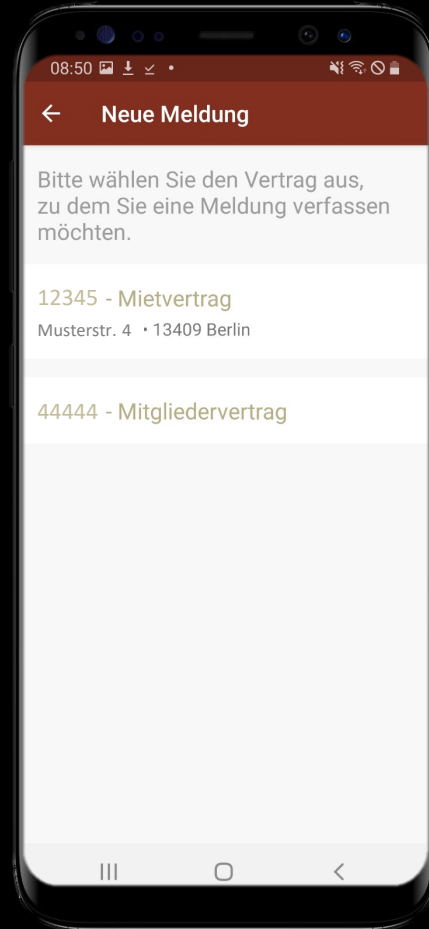 08:50
Neue Meldung
Bitte wählen Sie den Vertrag aus,
zu dem Sie eine Meldung verfassen
möchten.
12345 - Mietvertrag
Musterstr. 4 • 13409 Berlin
44444 - Mitgliedervertrag